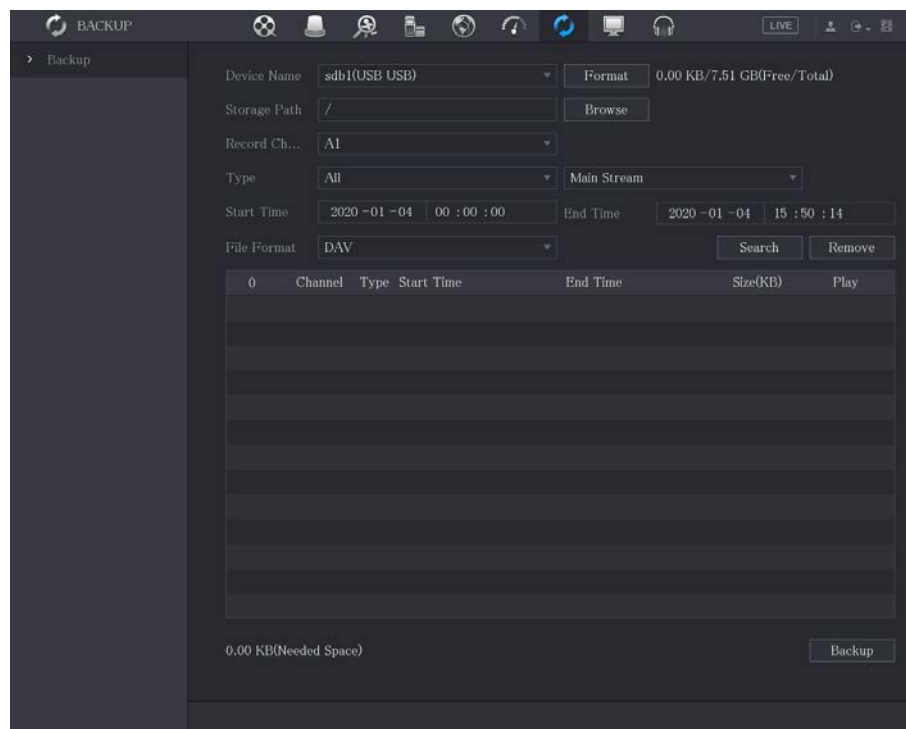 BACKUP LIVE
Backup
Device Name sdb1(USB USB) Format 0.00 KB/7.51 GB(Free/Total)
Storage Path / Browse
Record Ch... A1
Type All Main Stream
Start Time 2020 -01 -04 00 :00 :00 End Time 2020 -01 -04 15 :50 :14
File Format DAV Search Remove
0 Channel Type Start Time End Time Size(KB) Play
0.00 KB(Needed Space) Backup